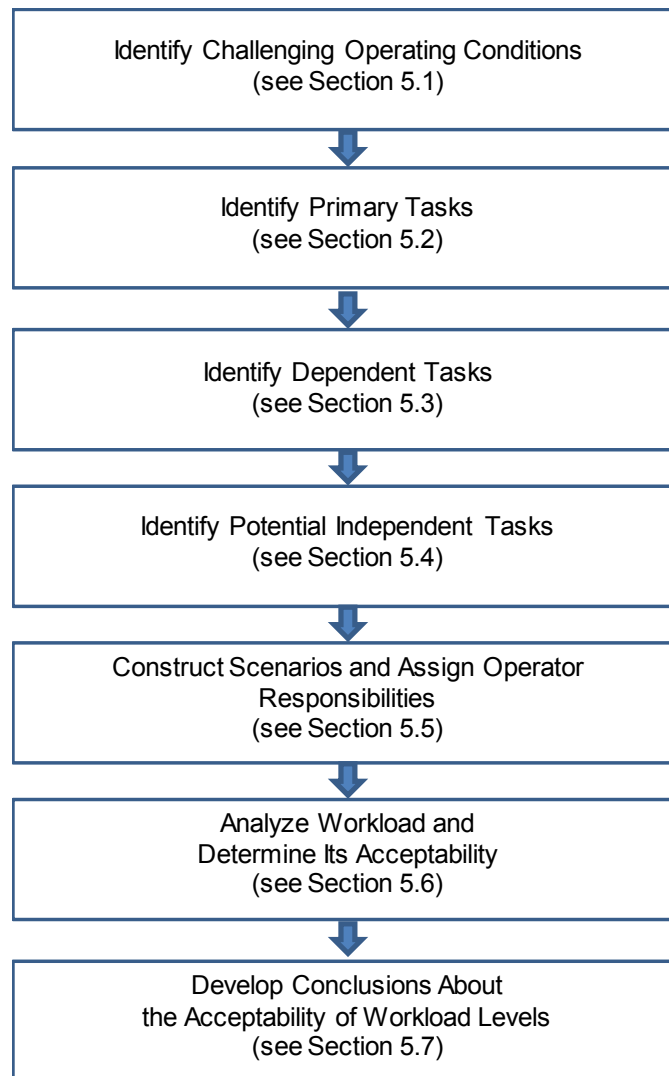 Identify Challenging Operating Conditions
(see Section 5.1)
Identify Primary Tasks
(see Section 5.2)
Identify Dependent Tasks
(see Section 5.3)
Identify Potential Independent Tasks
(see Section 5.4)
Construct Scenarios and Assign Operator
Responsibilities
(see Section 5.5)
Analyze Workload and
Determine Its Acceptability
(see Section 5.6)
Develop Conclusions About
the Acceptability of Workload Levels
(see Section 5.7)